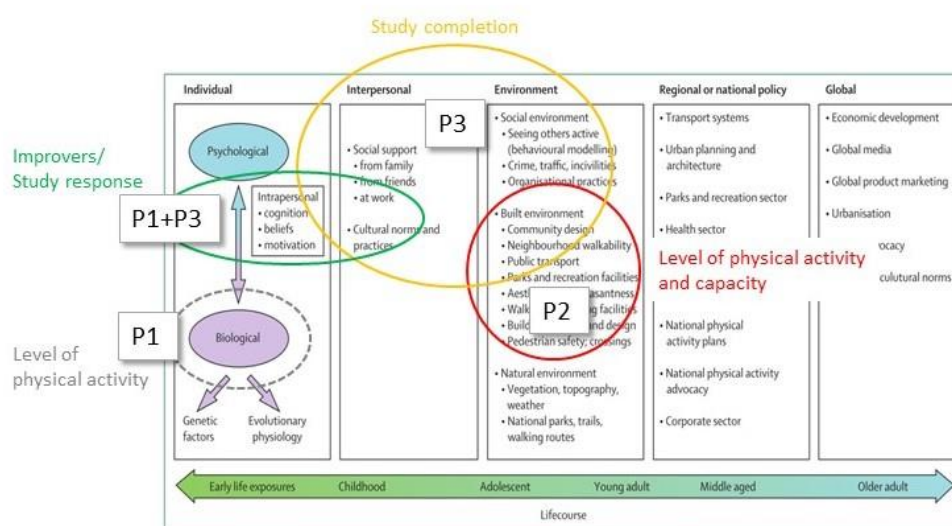 Study completion
Individual
Interpersonal
Environment
Regional or national policy
Global
Improvers/
Study response
P1+P3
Psychological
Intrapersonal
• cognition
• beliefs
• motivation
P1
Biological
Level of
physical activity
Genetic
factors
Evolutionary
physiology
• Social support
• from family
• from friends
• at work
• Cultural norms and
practices
P3
• Social environment
• Seeing others active
(behavioural modelling)
• Crime, traffic, incivilities
• Organisational practices
• Built environment
• Community design
• Neighbourhood walkability
• Public transport
• Parks and recreation facilities
P2
• Pedestrian safety; crossings
• Natural environment
• Vegetation, topography,
weather
• National parks, trails,
walking routes
• Transport systems
• Urban planning and
architecture
• Parks and recreation sector
• Health sector
Level of physical activity
and capacity
• National physical
activity plans
• National physical activity
advocacy
• Corporate sector
• Economic development
• Global media
• Global product marketing
• Urbanisation
culutural norms
Early life exposures
Childhood
Adolescent
Young adult
Middle aged
Older adult
Lifecourse